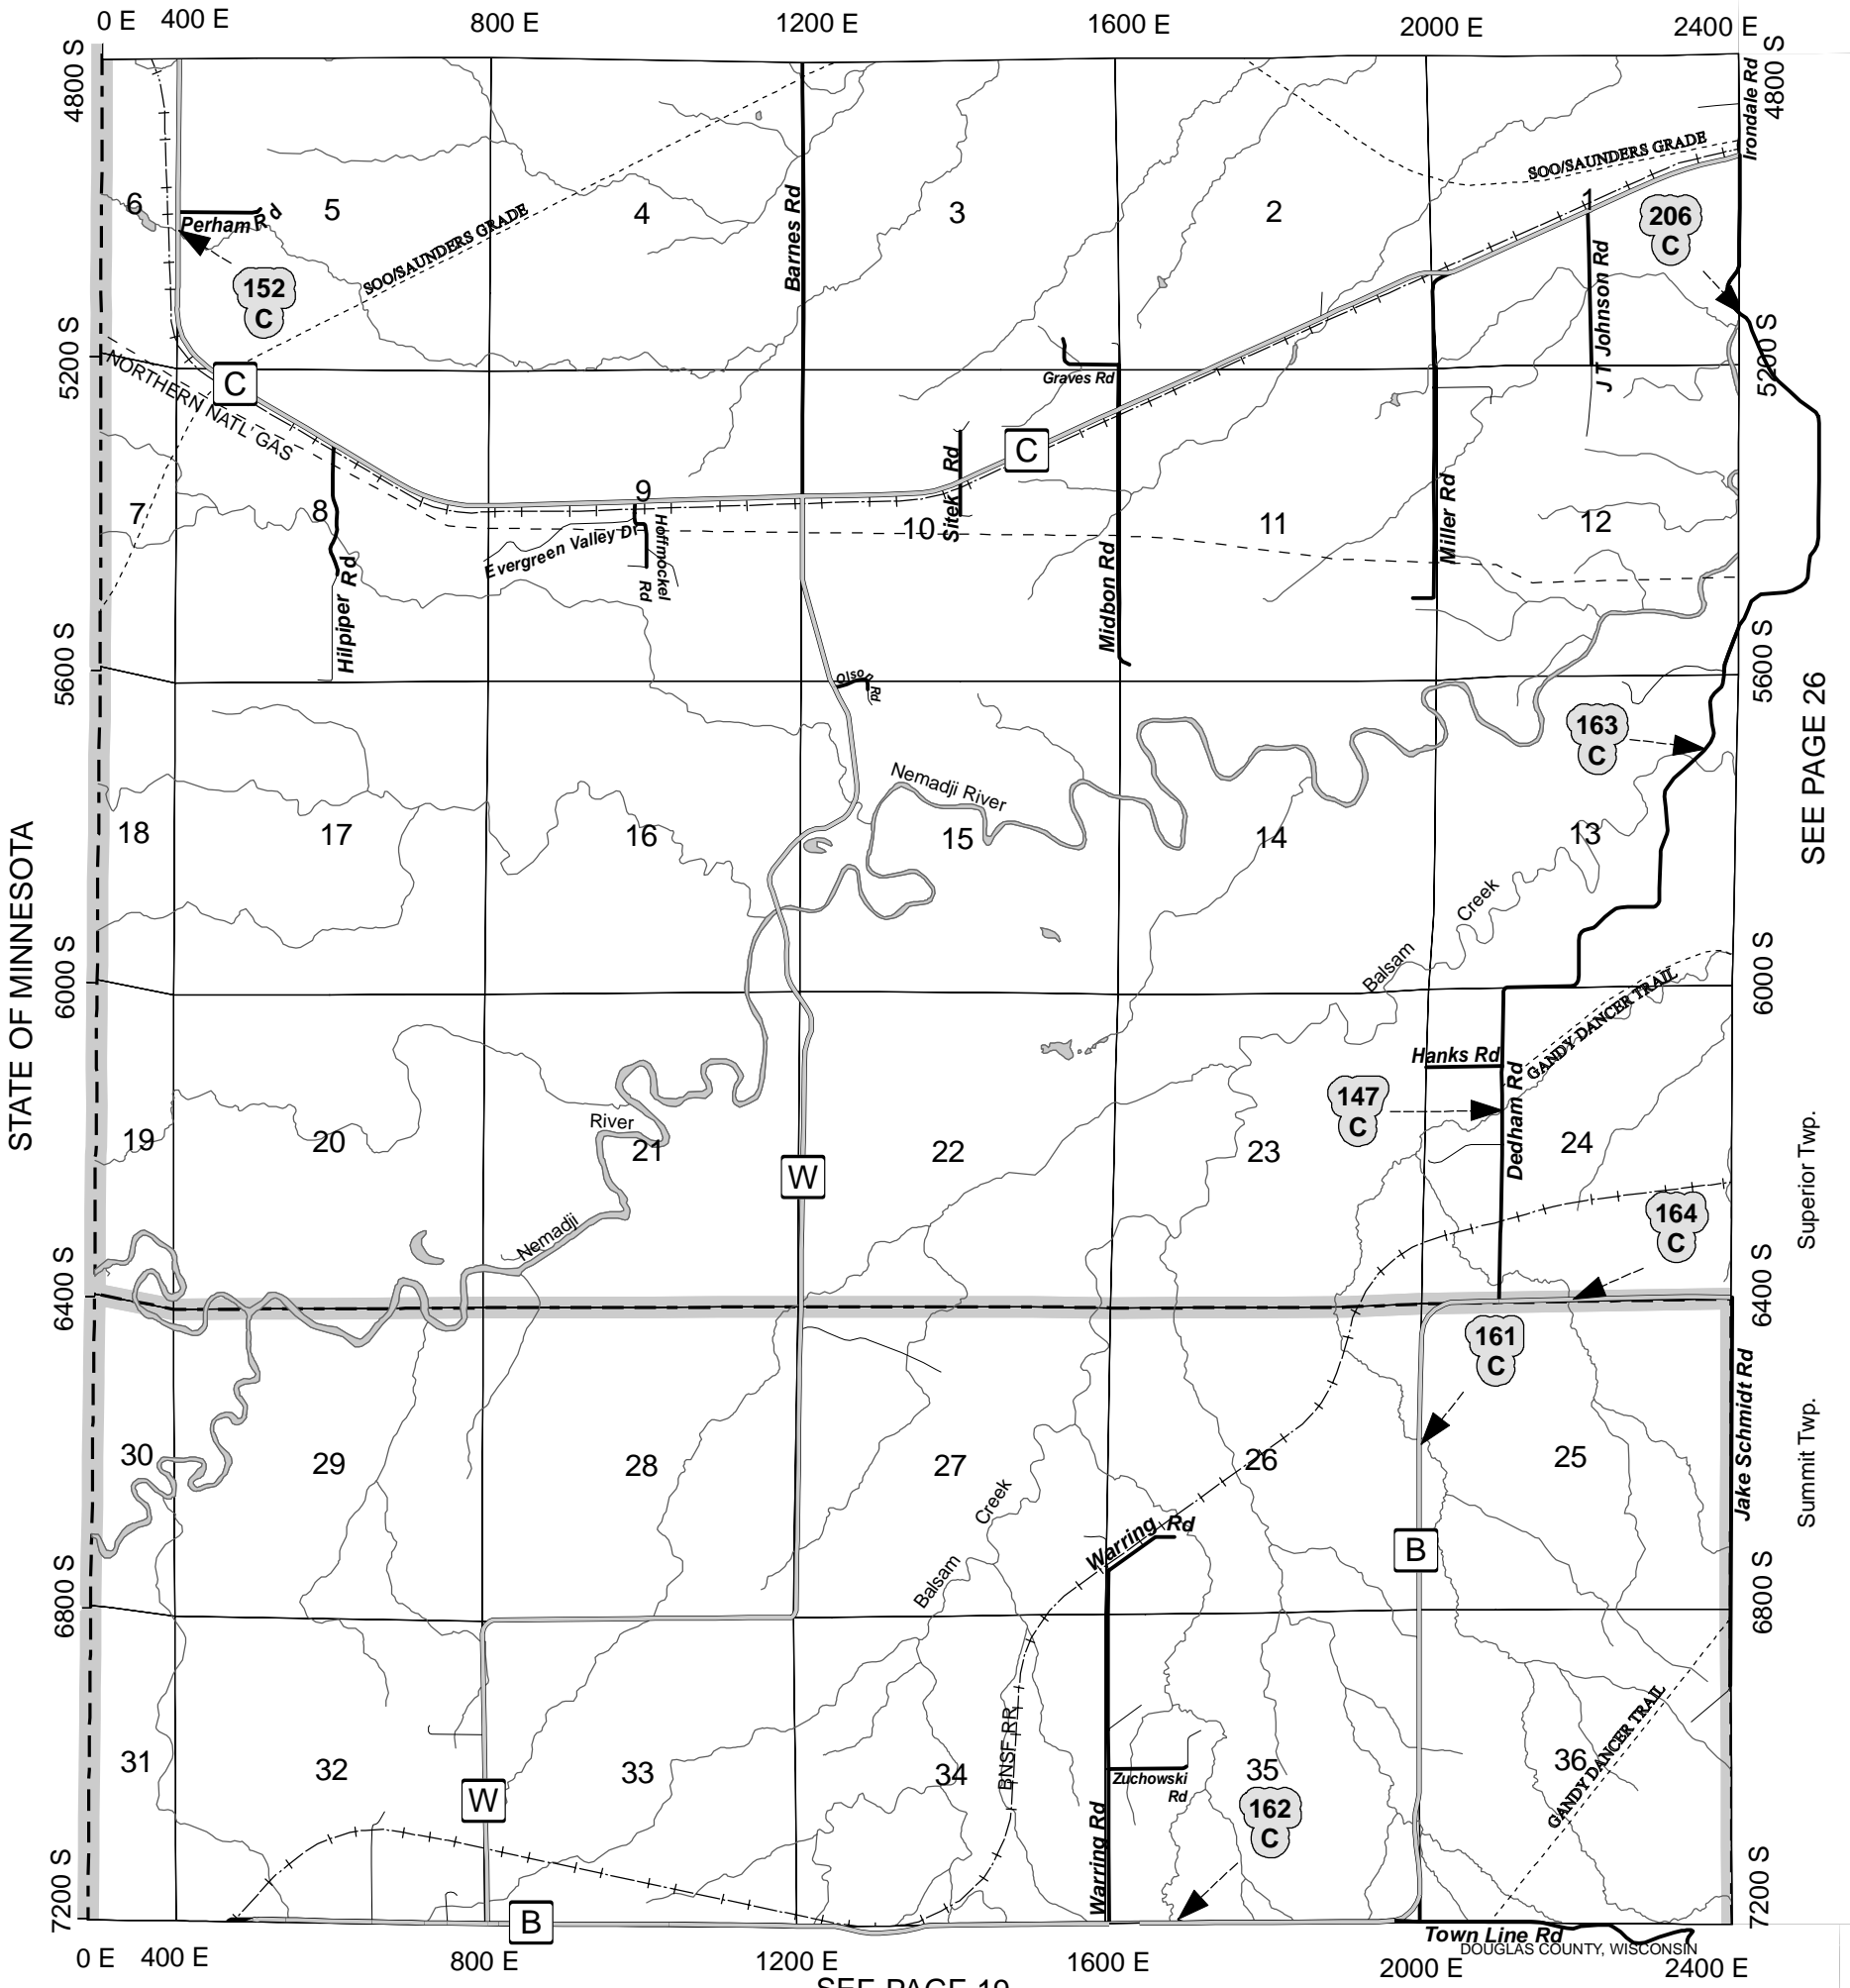 0 E 400 E 800 E 1200 E 1600 E 2000 E 2400 E
4800 S
4800 S
Irondale Rd
SOO/SAUNDERS GRADE
6
5
4
3
2
1
206
C
Perham Rd
Barnes Rd
SOO/SAUNDERS GRADE
152
C
J T Johnson Rd
5200 S
5200 S
NORTHERN NATL' GAS
C
Graves Rd
C
7
8
9
10
11
12
Sitek Rd
Evergreen Valley Dr
Hoffmockel Rd
Miller Rd
Midbon Rd
Hilpiper Rd
5600 S
5600 S
Olson Rd
163
C
SEE PAGE 26
Nemadji River
18
17
16
15
14
13
STATE OF MINNESOTA
Balsam Creek
6000 S
6000 S
GANDY DANCER TRAIL
Hanks Rd
147
C
Dedham Rd
River
19
20
21
22
23
24
W
Superior Twp.
Nemadji
164
C
6400 S
6400 S
161
C
Jake Schmidt Rd
Summit Twp.
30
29
28
27
26
25
Balsam Creek
Warring Rd
B
6800 S
6800 S
GANDY DANCER TRAIL
BNSF RR
31
32
33
34
35
36
Zuchowski
Rd
W
162
C
Warring Rd
7200 S
7200 S
B
Town Line Rd
DOUGLAS COUNTY, WISCONSIN
0 E 400 E 800 E 1200 E 1600 E 2000 E 2400 E
SEE PAGE 19